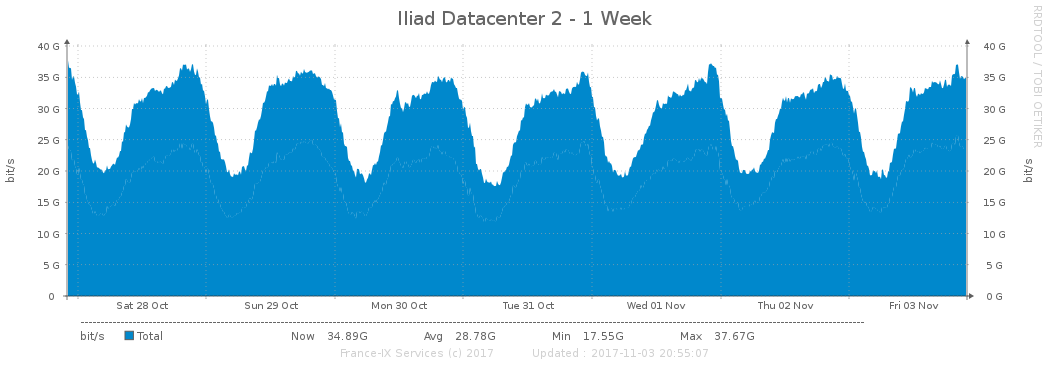 Iliad Datacenter 2 - 1 Week
RRDTOOL / TOBI OETIKER
40 G 40 G
35 G 35 G
30 G 30 G
25 G 25 G
20 G 20 G
15 G 15 G
10 G 10 G
5 G 5 G
0 0 G
bit/s bit/s
Sat 28 Oct Sun 29 Oct Mon 30 Oct Tue 31 Oct Wed 01 Nov Thu 02 Nov Fri 03 Nov
bit/s Total Now 34.89G Avg 28.78G Min 17.55G Max 37.67G
France-IX Services (c) 2017 Updated : 2017-11-03 20:55:07